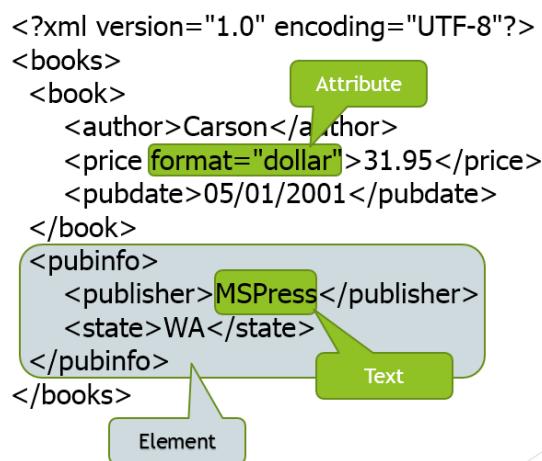 <?xml version="1.0" encoding="UTF-8"?>
<books>
<book>
Attribute
<author>Carson</author>
<price format="dollar">31.95</price>
<pubdate>05/01/2001</pubdate>
</book>
<pubinfo>
<publisher>MSPress</publisher>
<state>WA</state>
</pubinfo>
Text
</books>
Element